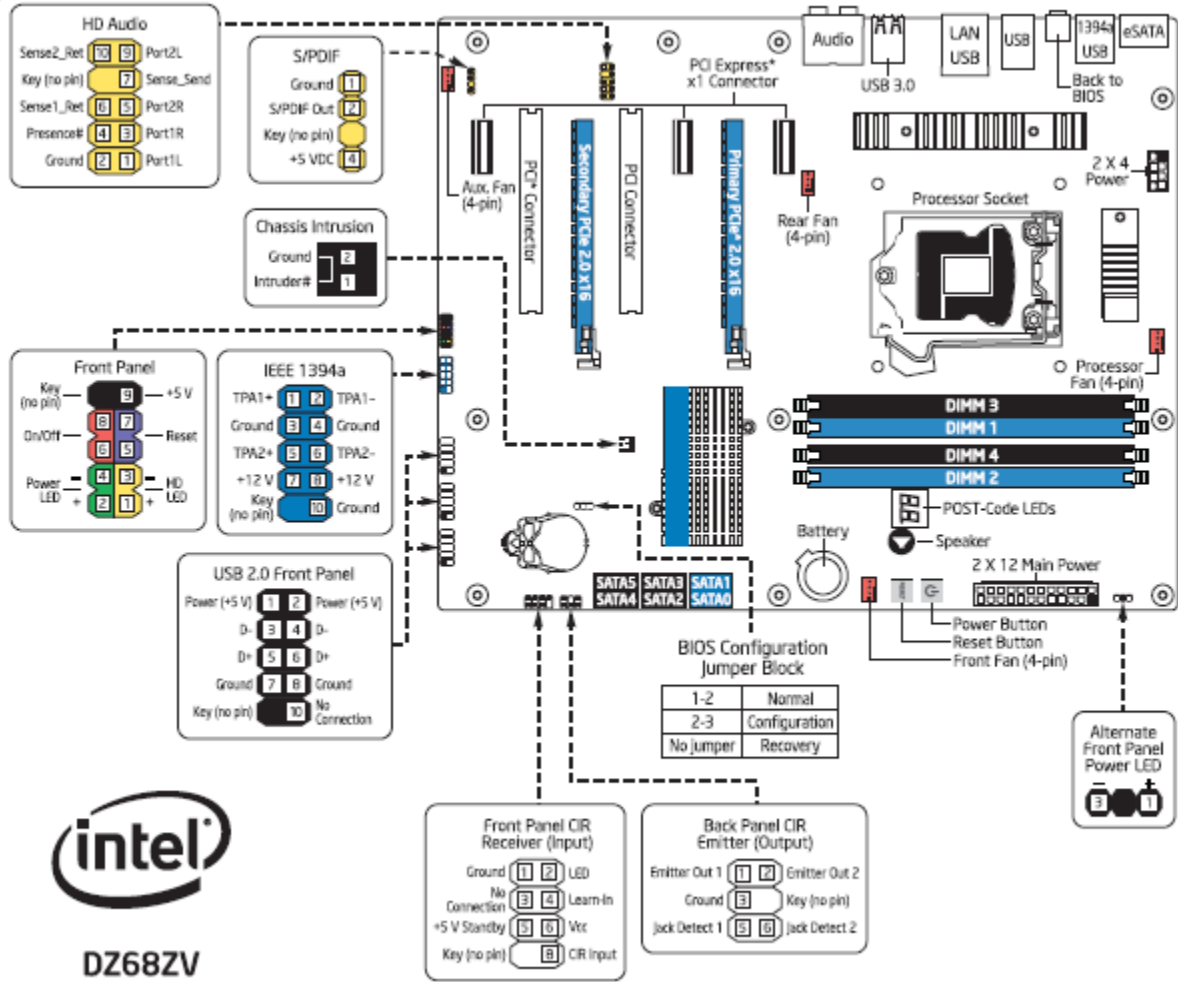 HD Audio
Sense2_Ret 10 9 Port2L
Key (no pin) 7 Sense_Send
Sense1_Ret 6 5 Port2R
Presence# 4 3 Port1R
Ground 2 1 Port1L
S/PDIF
Ground 1
S/PDIF Out 2
Key (no pin)
+5 VDC 4
Chassis Intrusion
Ground 2
Intruder# 1
Front Panel
Key (no pin) 9 +5 V
On/Off 8 7 Reset
6 5
Power LED - 4 3 - HD LED
+ 2 1 +
IEEE 1394a
TPA1+ 1 2 TPA1-
Ground 3 4 Ground
TPA2+ 5 6 TPA2-
+12 V 7 8 +12 V
Key (no pin) 10 Ground
USB 2.0 Front Panel
Power (+5 V) 1 2 Power (+5 V)
D- 3 4 D-
D+ 5 6 D+
Ground 7 8 Ground
Key (no pin) 10 No Connection
Audio
USB 3.0
LAN
USB
USB
1394a
USB
eSATA
Back to
BIOS
PCI Express*
x1 Connector
Aux. Fan
(4-pin)
PCI* Connector
Secondary PCIe 2.0 x16
PCI Connector
Primary PCIe* 2.0 x16
Rear Fan
(4-pin)
Processor Socket
2 X 4
Power
Processor
Fan (4-pin)
DIMM 3
DIMM 1
DIMM 4
DIMM 2
POST-Code LEDs
Speaker
Battery
2 X 12 Main Power
SATA5 SATA3 SATA1
SATA4 SATA2 SATA0
RESET
Power Button
Reset Button
Front Fan (4-pin)
BIOS Configuration
Jumper Block
1-2 Normal
2-3 Configuration
No jumper Recovery
Alternate
Front Panel
Power LED
- +
3 1
Front Panel CIR
Receiver (Input)
Ground 1 2 LED
No Connection 3 4 Learn-In
+5 V Standby 5 6 Vcc
Key (no pin) 8 CIR Input
Back Panel CIR
Emitter (Output)
Emitter Out 1 1 2 Emitter Out 2
Ground 3 Key (no pin)
Jack Detect 1 5 6 Jack Detect 2
intel
DZ68ZV